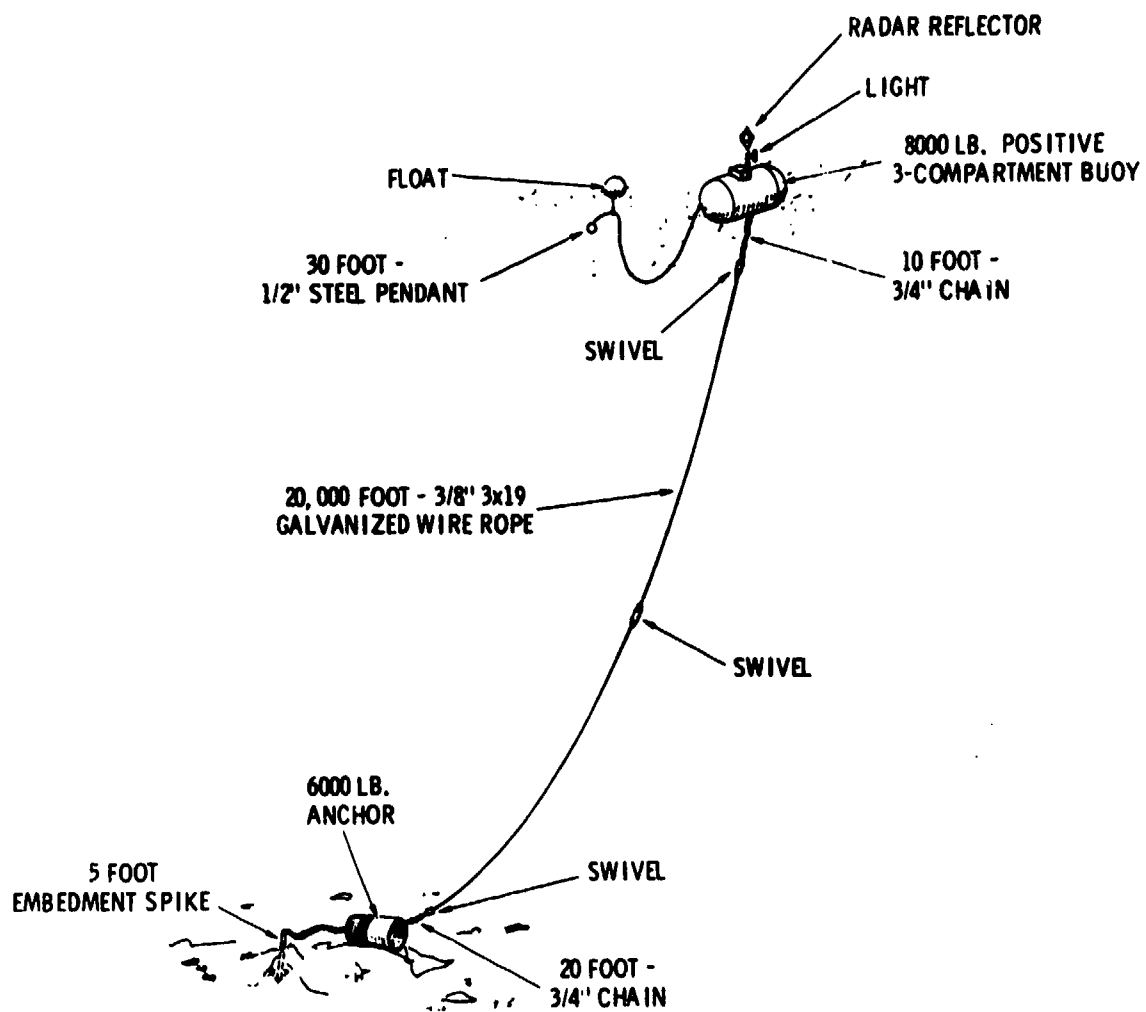 RADAR REFLECTOR
LIGHT
8000 LB. POSITIVE
3-COMPARTMENT BUOY
FLOAT
30 FOOT -
1/2" STEEL PENDANT
10 FOOT -
3/4" CHAIN
SWIVEL
20,000 FOOT - 3/8" 3x19
GALVANIZED WIRE ROPE
SWIVEL
6000 LB.
ANCHOR
5 FOOT
EMBEDMENT SPIKE
SWIVEL
20 FOOT -
3/4" CHAIN